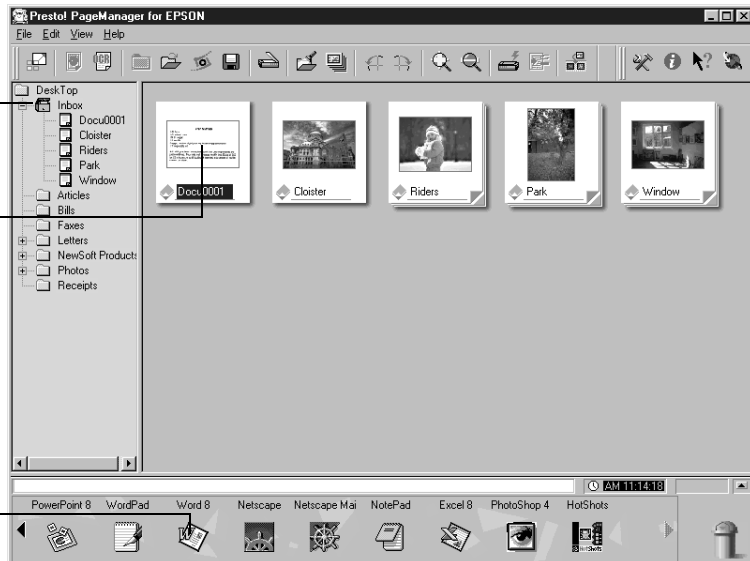 Presto! PageManager for EPSON
File Edit View Help
DeskTop
Inbox
Docu0001
Cloister
Riders
Park
Window
Articles
Bills
Faxes
Letters
NewSoft Products
Photos
Receipts
Docu0001
Cloister
Riders
Park
Window
AM 11:14:18
PowerPoint 8 WordPad Word 8 Netscape Netscape Mai NotePad Excel 8 PhotoShop 4 HotShots
HotShots